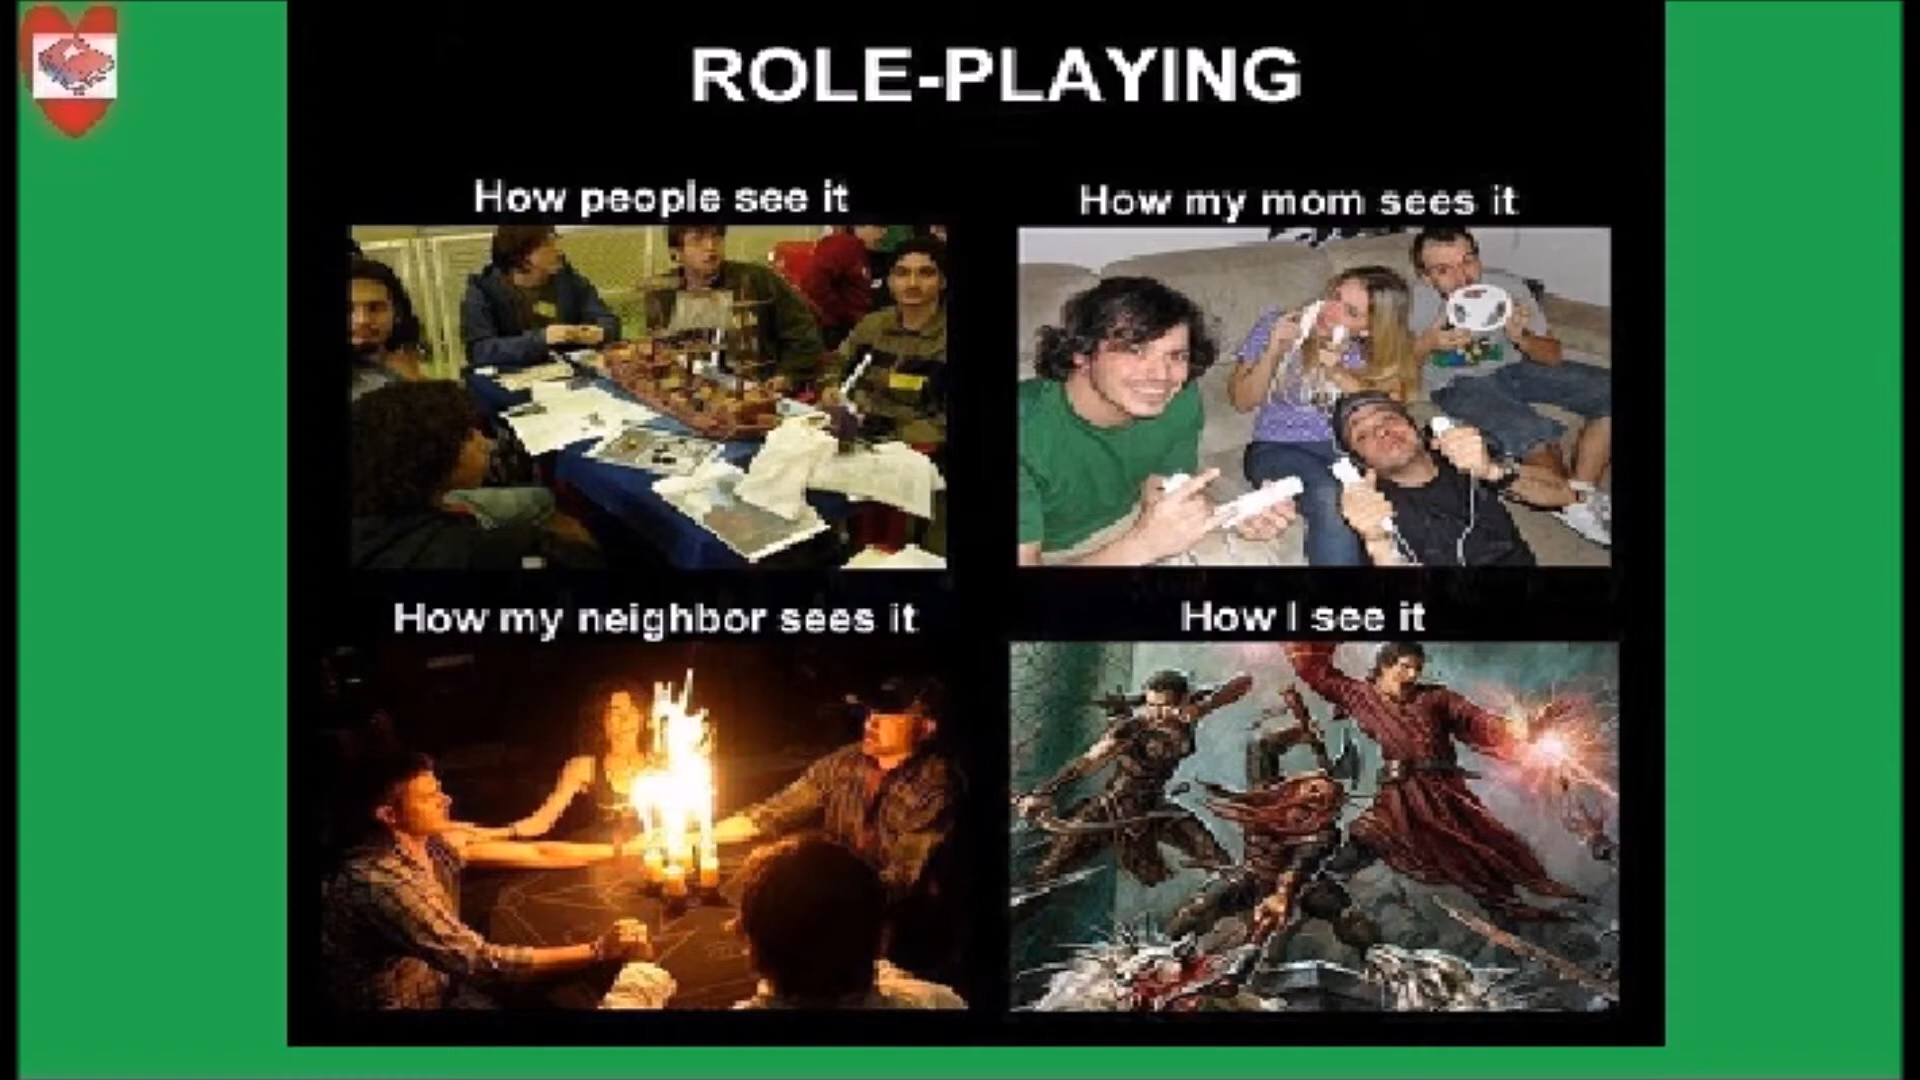 ROLE-PLAYING
How people see it
How my mom sees it
How my neighbor sees it
How I see it